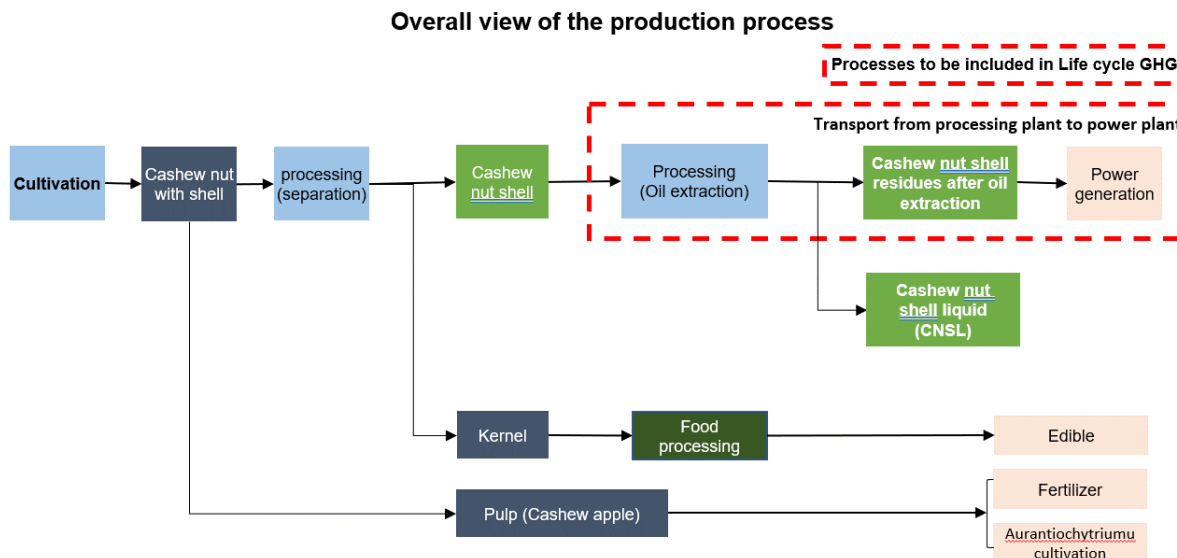 Overall view of the production process
Processes to be included in Life cycle GHG
Transport from processing plant to power plant
Cultivation
Cashew nut
with shell
processing
(separation)
Cashew
nut shell
Processing
(Oil extraction)
Cashew nut shell
residues after oil
extraction
Power
generation
Cashew nut
shell liquid
(CNSL)
Kernel
Food
processing
Edible
Pulp (Cashew apple)
Fertilizer
Aurantiochytriumu
cultivation